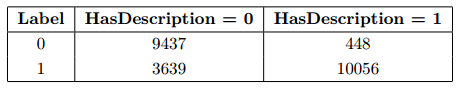 Label HasDescription = 0 HasDescription = 1
0 9437 448
1 3639 10056